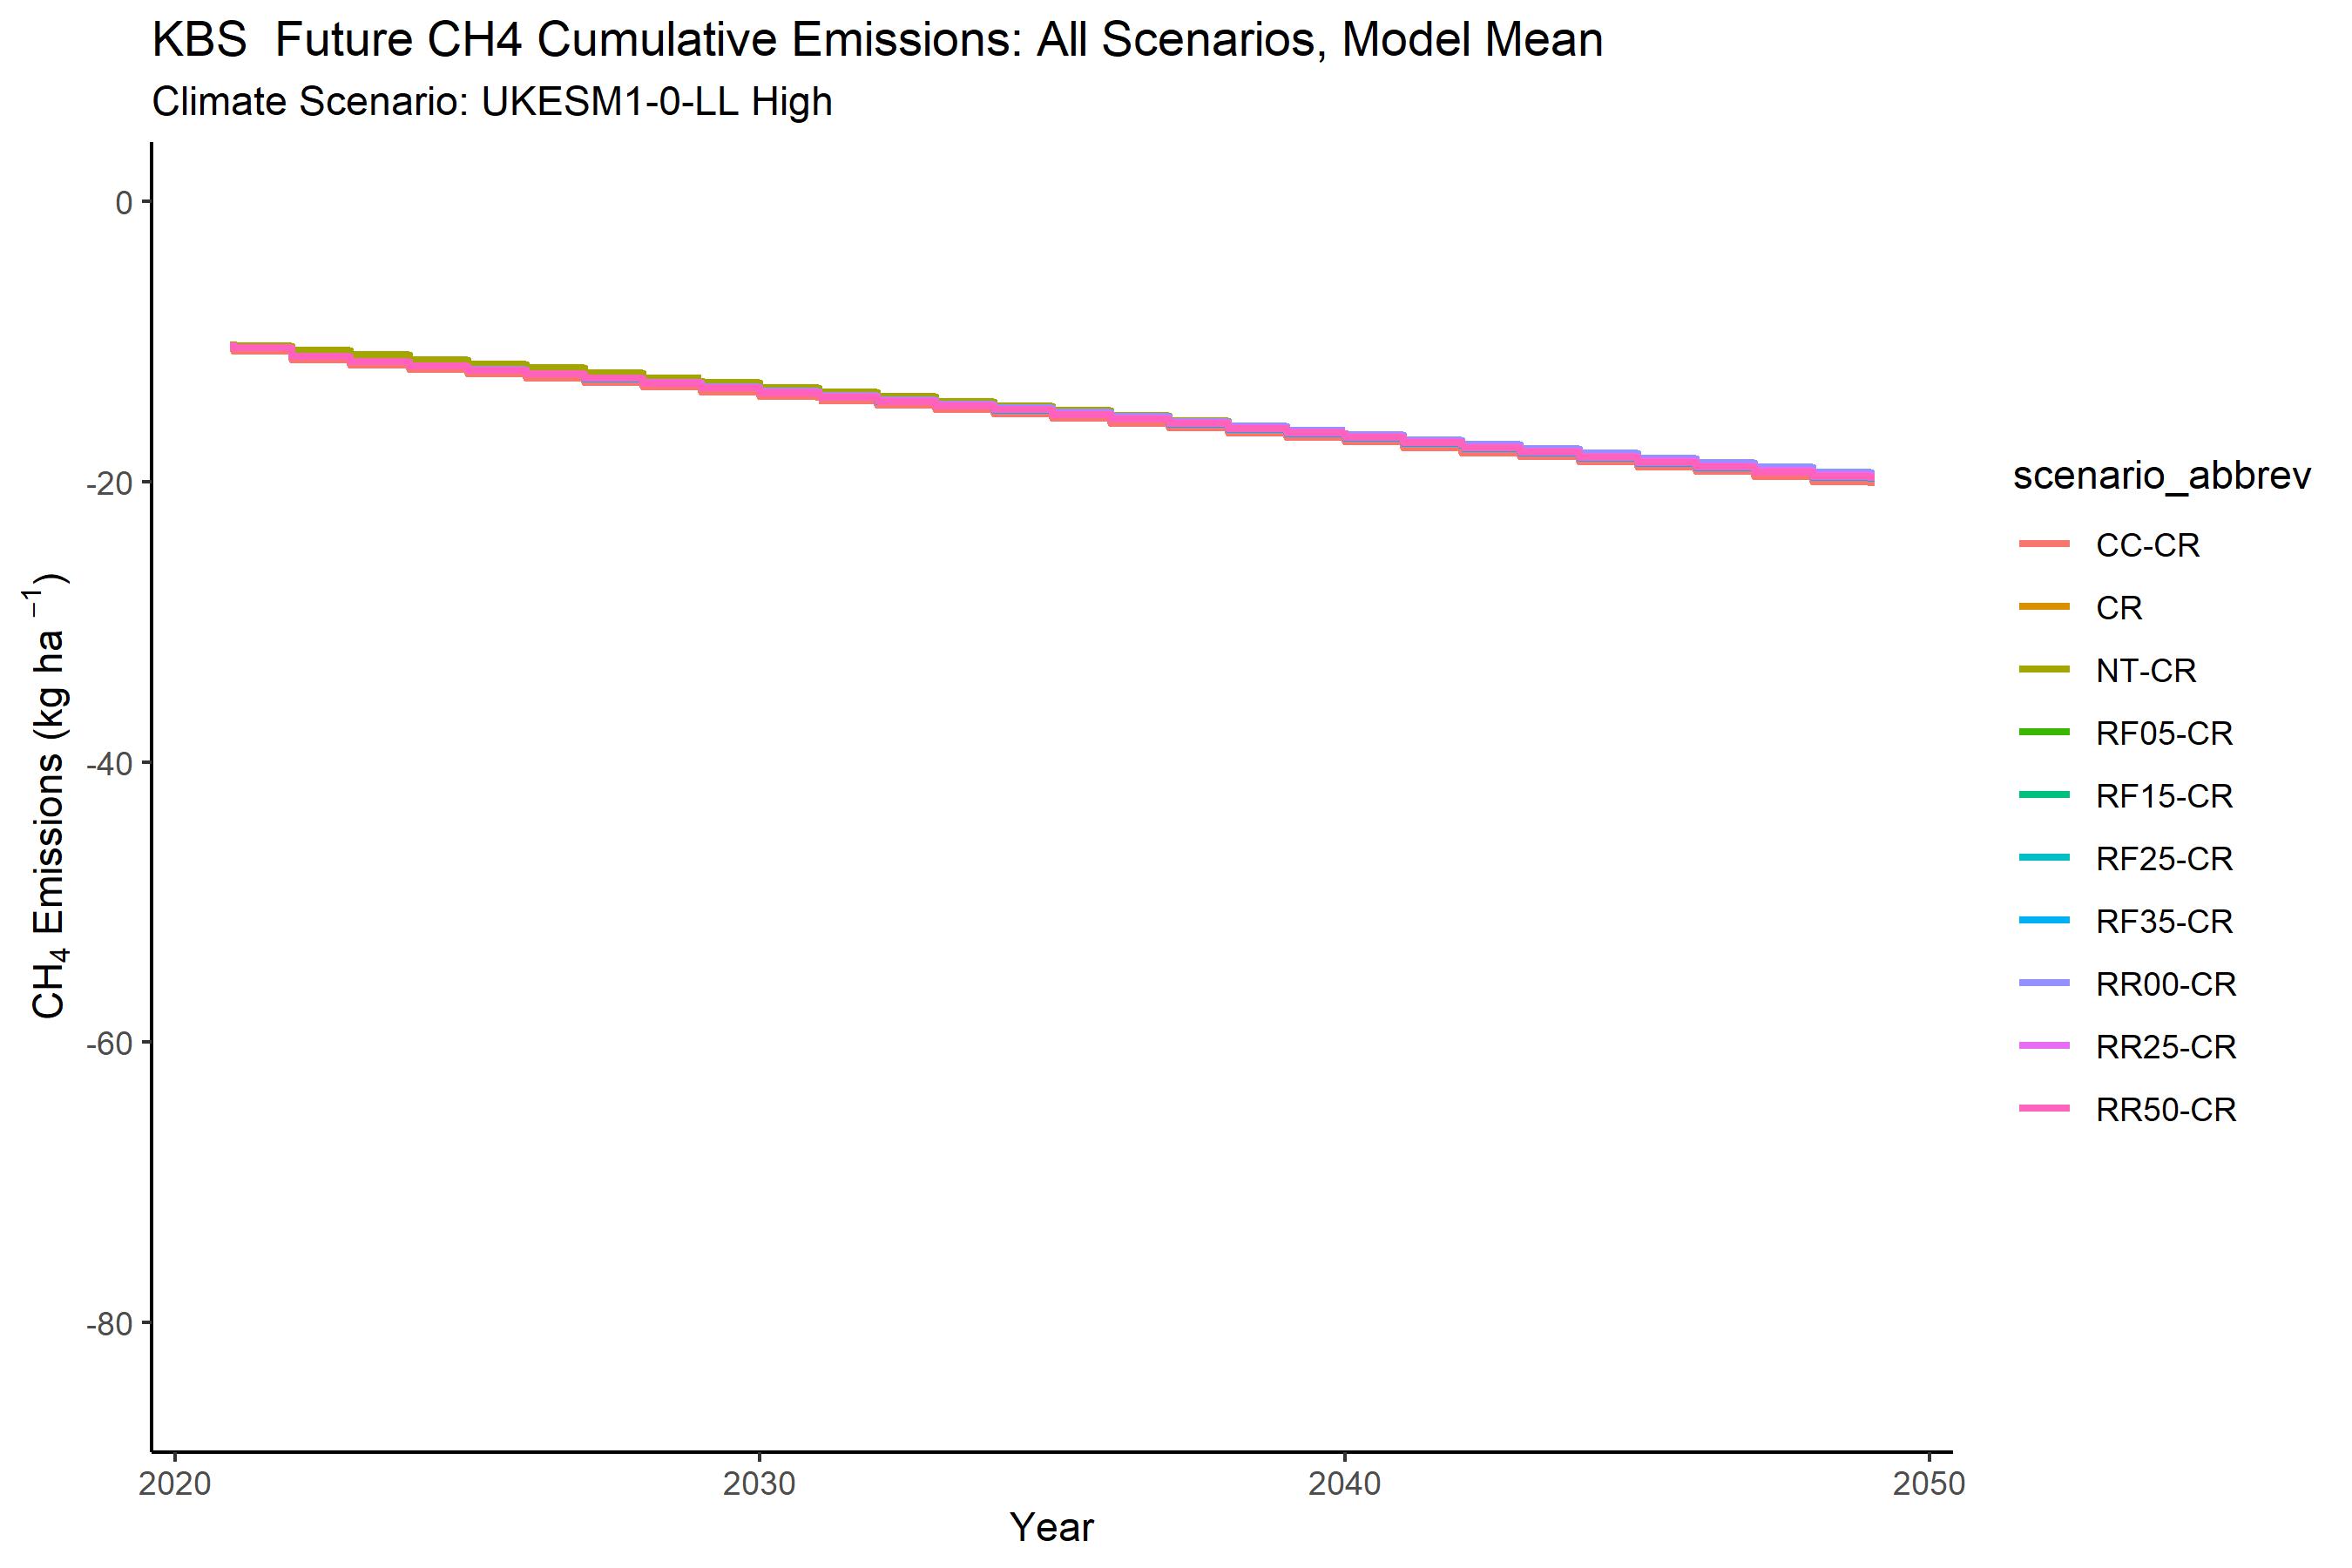 KBS  Future CH4 Cumulative Emissions: All Scenarios, Model Mean
Climate Scenario: UKESM1-0-LL High
CH₄ Emissions (kg ha ⁻¹)
0
-20
-40
-60
-80
2020 2030 2040 2050
Year
scenario_abbrev
CC-CR
CR
NT-CR
RF05-CR
RF15-CR
RF25-CR
RF35-CR
RR00-CR
RR25-CR
RR50-CR